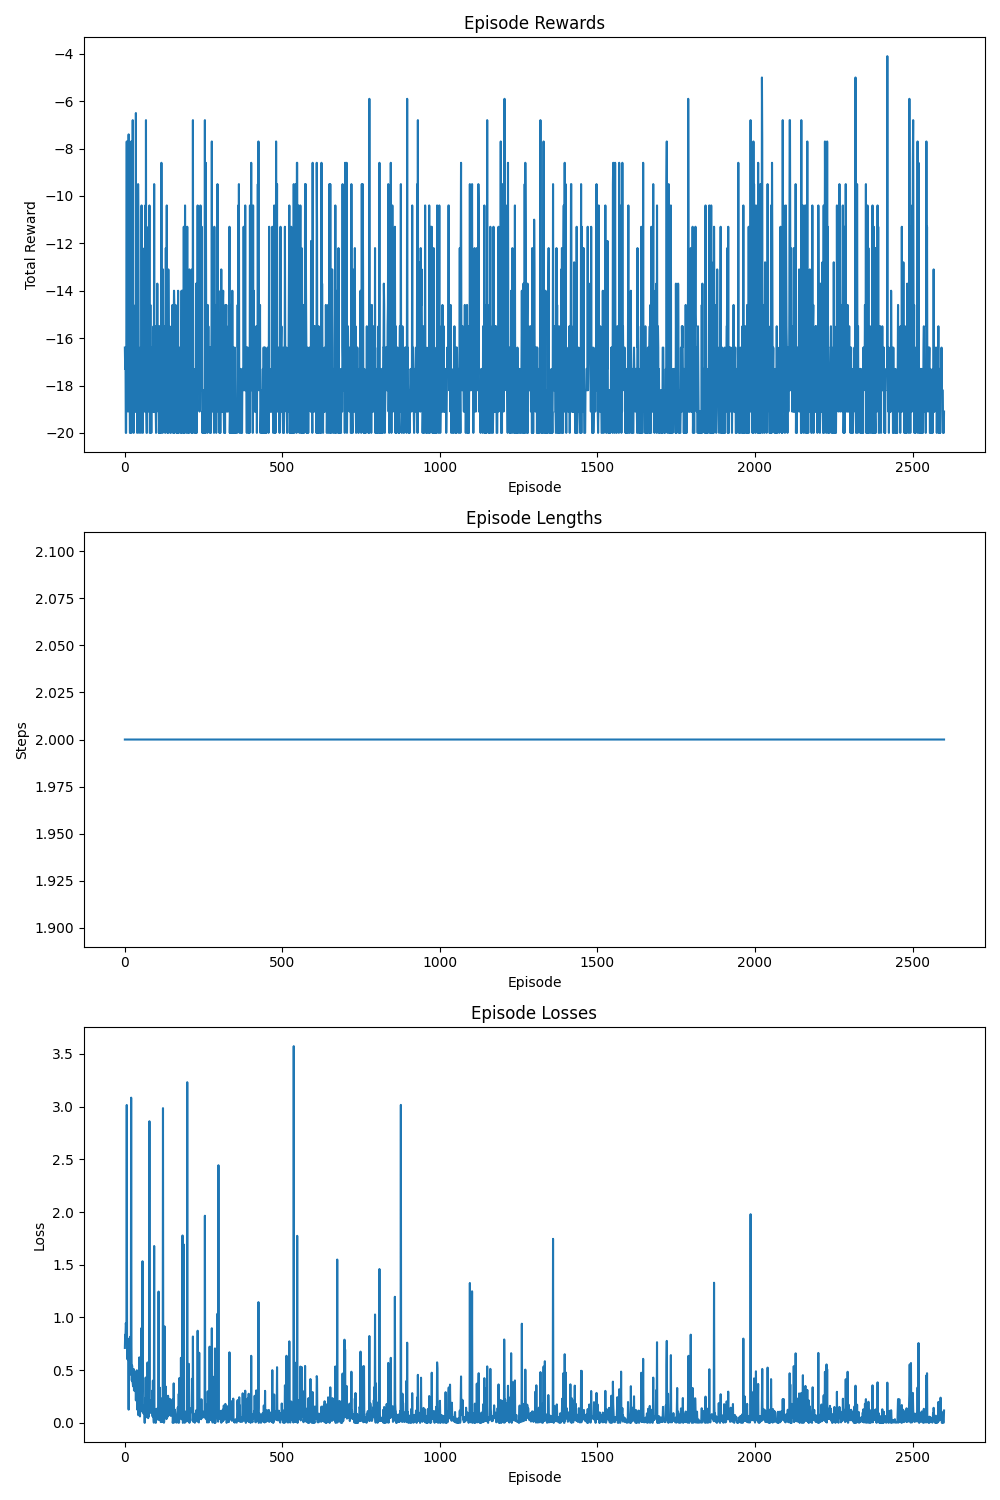 Episode Rewards
−4
−6
−8
−10
−12
−14
−16
−18
−20
Total Reward
0 500 1000 1500 2000 2500
Episode
Episode Lengths
2.100
2.075
2.050
2.025
2.000
1.975
1.950
1.925
1.900
Steps
0 500 1000 1500 2000 2500
Episode
Episode Losses
3.5
3.0
2.5
2.0
1.5
1.0
0.5
0.0
Loss
0 500 1000 1500 2000 2500
Episode